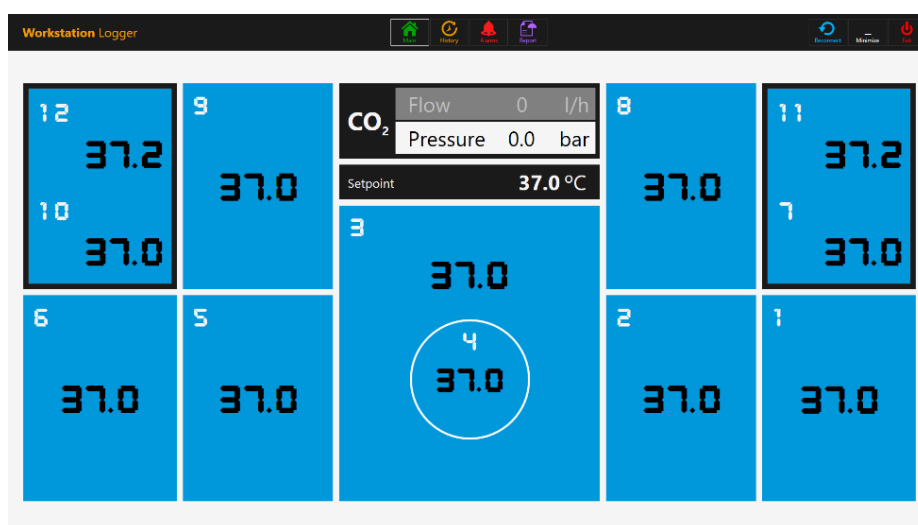 Workstation Logger
Main
History
Alarms
Report
Reconnect
Minimize
Exit
12
37.2
10
37.0
9
37.0
CO₂
Flow 0 l/h
Pressure 0.0 bar
Setpoint 37.0 °C
3
37.0
4
37.0
8
37.0
11
37.2
7
37.0
6
37.0
5
37.0
2
37.0
1
37.0